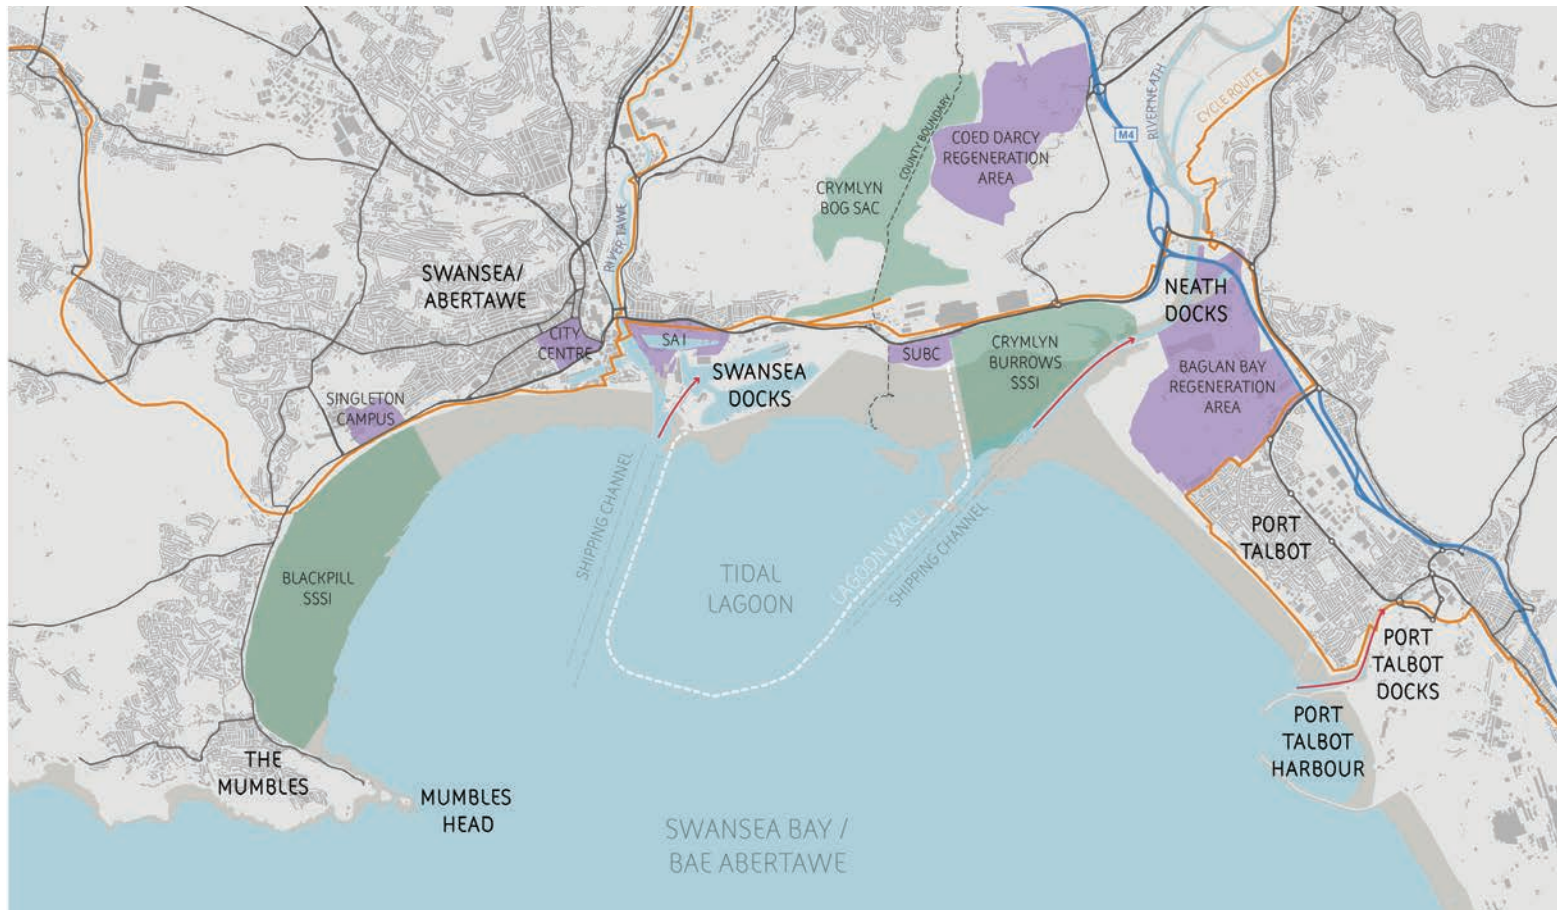 RIVER NEATH
CYCLE ROUTE
M4
COUNTY BOUNDARY
COED DARCY
REGENERATION
AREA
CRYMLYN
BOG SAC
RIVER TAWE
SWANSEA/
ABERTAWE
NEATH
DOCKS
CITY
CENTRE
SA1
SUBC
CRYMLYN
BURROWS
SSSI
SWANSEA
DOCKS
BAGLAN BAY
REGENERATION
AREA
SINGLETON
CAMPUS
SHIPPING CHANNEL
LAGOON WALL
SHIPPING CHANNEL
PORT
TALBOT
TIDAL
LAGOON
BLACKPILL
SSSI
PORT
TALBOT
DOCKS
PORT
TALBOT
HARBOUR
THE
MUMBLES
MUMBLES
HEAD
SWANSEA BAY /
BAE ABERTAWE